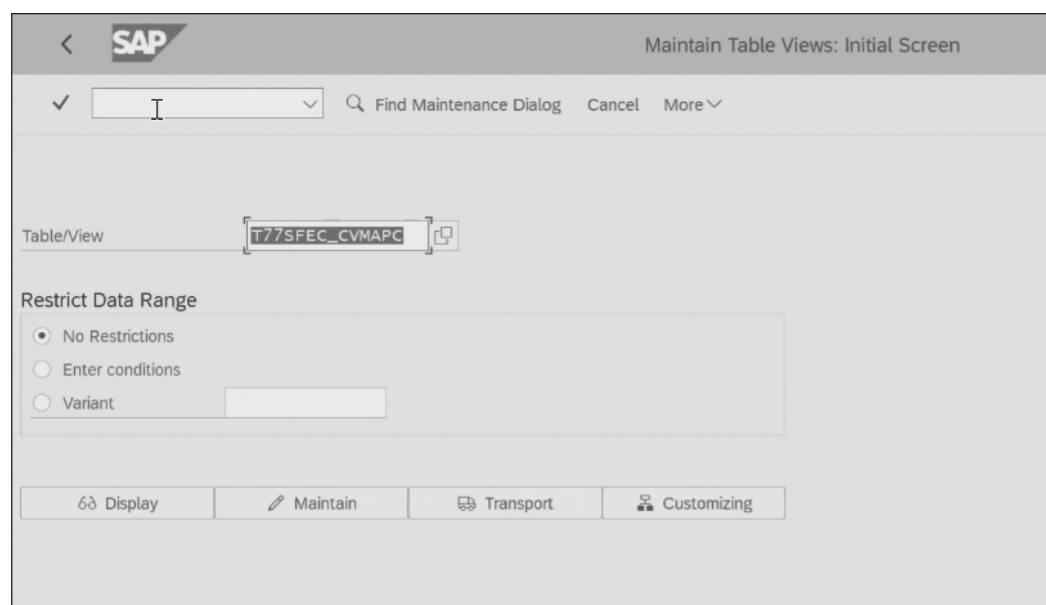 SAP
Maintain Table Views: Initial Screen
Find Maintenance Dialog Cancel More
Table/View T77SFEC_CVMAPC
Restrict Data Range
No Restrictions
Enter conditions
Variant
Display Maintain Transport Customizing